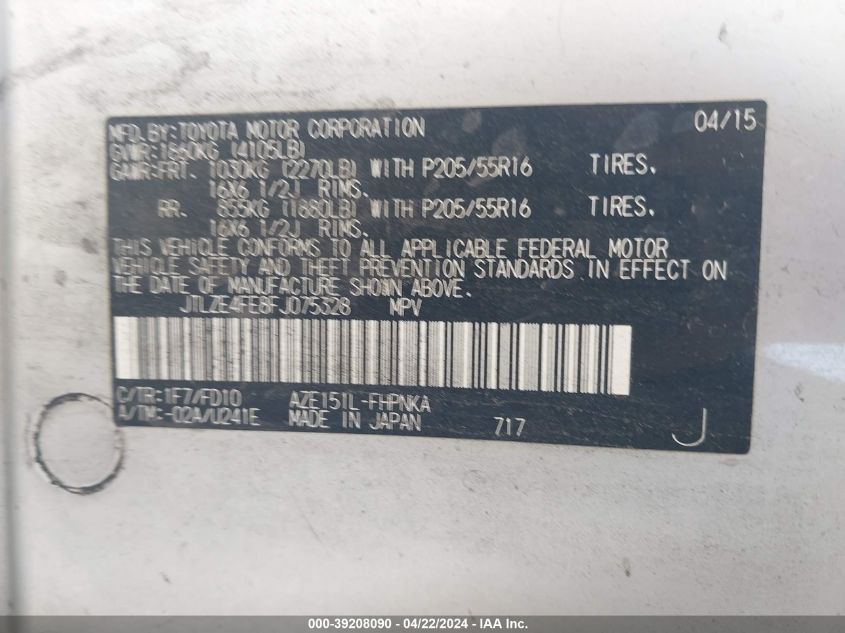 MFD. BY: TOYOTA MOTOR CORPORATION 04/15
GVWR: 1860KG (4105LB)
GAWR: FRT. 1030KG (2270LB) WITH P205/55R16 TIRES.
16X6 1/2J RIMS.
RR. 855KG (1880LB) WITH P205/55R16 TIRES.
16X6 1/2J RIMS.
THIS VEHICLE CONFORMS TO ALL APPLICABLE FEDERAL MOTOR
VEHICLE SAFETY AND THEFT PREVENTION STANDARDS IN EFFECT ON
THE DATE OF MANUFACTURE SHOWN ABOVE.
JTLZE4FE8FJ075328 MPV
C/TR: 1F7/FD10 AZE151L-FHPNKA
A/TM: -02A/U241E MADE IN JAPAN 717 J
000-39208090 - 04/22/2024 - IAA Inc.